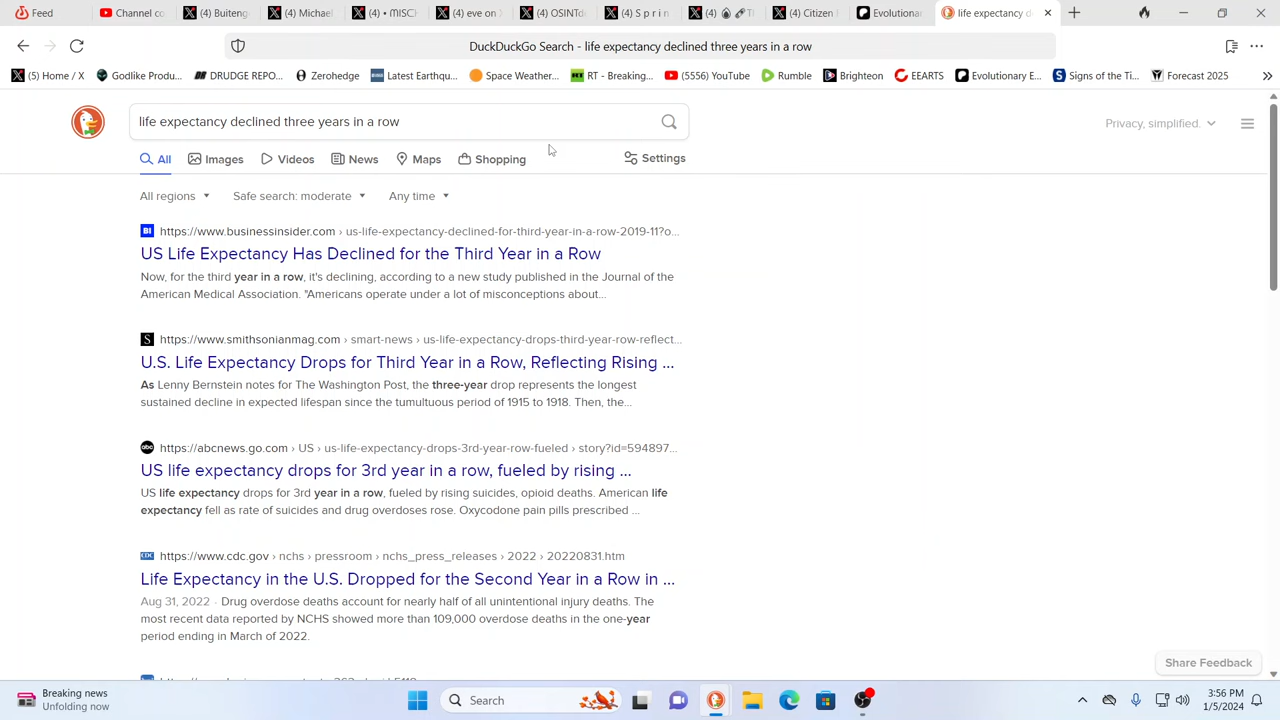 Feed
Channel co
(4) Buiteng
(4) Michael
(4) • MISCH
(4) eve on
(4) OSINTd
(4) S p r i n
(4)
(4) Citizen F
Evolutionar
life expectancy de
DuckDuckGo Search - life expectancy declined three years in a row
(5) Home / X
Godlike Produ...
DRUDGE REPO...
Zerohedge
Latest Earthqu...
Space Weather...
RT - Breaking...
(5556) YouTube
Rumble
Brighteon
EEARTS
Evolutionary E...
Signs of the Ti...
Forecast 2025
life expectancy declined three years in a row
Privacy, simplified.
All
Images
Videos
News
Maps
Shopping
Settings
All regions
Safe search: moderate
Any time
BI
https://www.businessinsider.com › us-life-expectancy-declined-for-third-year-in-a-row-2019-11?o...
US Life Expectancy Has Declined for the Third Year in a Row
Now, for the third year in a row, it's declining, according to a new study published in the Journal of the
American Medical Association. "Americans operate under a lot of misconceptions about...
S
https://www.smithsonianmag.com › smart-news › us-life-expectancy-drops-third-year-row-reflect...
U.S. Life Expectancy Drops for Third Year in a Row, Reflecting Rising ...
As Lenny Bernstein notes for The Washington Post, the three-year drop represents the longest
sustained decline in expected lifespan since the tumultuous period of 1915 to 1918. Then, the...
abc
https://abcnews.go.com › US › us-life-expectancy-drops-3rd-year-row-fueled › story?id=594897...
US life expectancy drops for 3rd year in a row, fueled by rising ...
US life expectancy drops for 3rd year in a row, fueled by rising suicides, opioid deaths. American life
expectancy fell as rate of suicides and drug overdoses rose. Oxycodone pain pills prescribed ...
CDC
https://www.cdc.gov › nchs › pressroom › nchs_press_releases › 2022 › 20220831.htm
Life Expectancy in the U.S. Dropped for the Second Year in a Row in ...
Aug 31, 2022 · Drug overdose deaths account for nearly half of all unintentional injury deaths. The
most recent data reported by NCHS showed more than 109,000 overdose deaths in the one-year
period ending in March of 2022.
Share Feedback
Breaking news
Unfolding now
Search
3:56 PM
1/5/2024